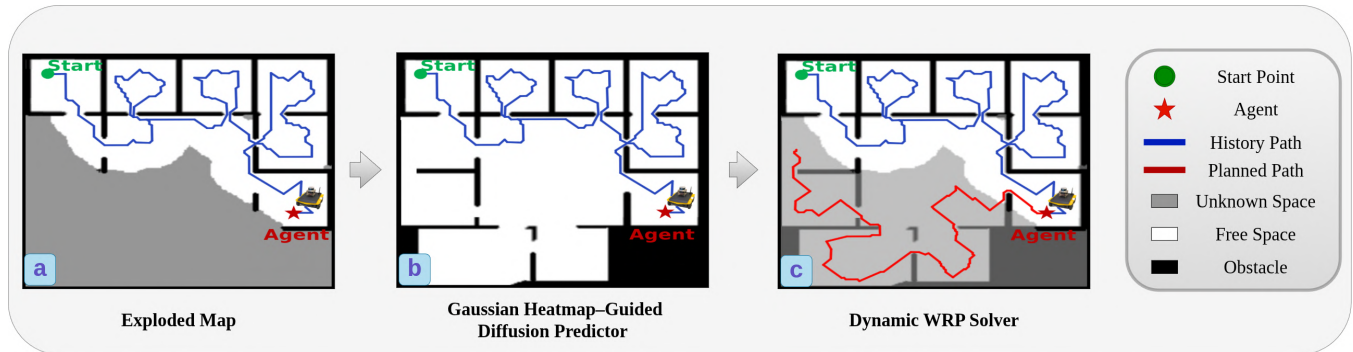 Start
Agent
a
Exploded Map
Start
Agent
b
Gaussian Heatmap–Guided
Diffusion Predictor
Start
Agent
c
Dynamic WRP Solver
Start Point
Agent
History Path
Planned Path
Unknown Space
Free Space
Obstacle